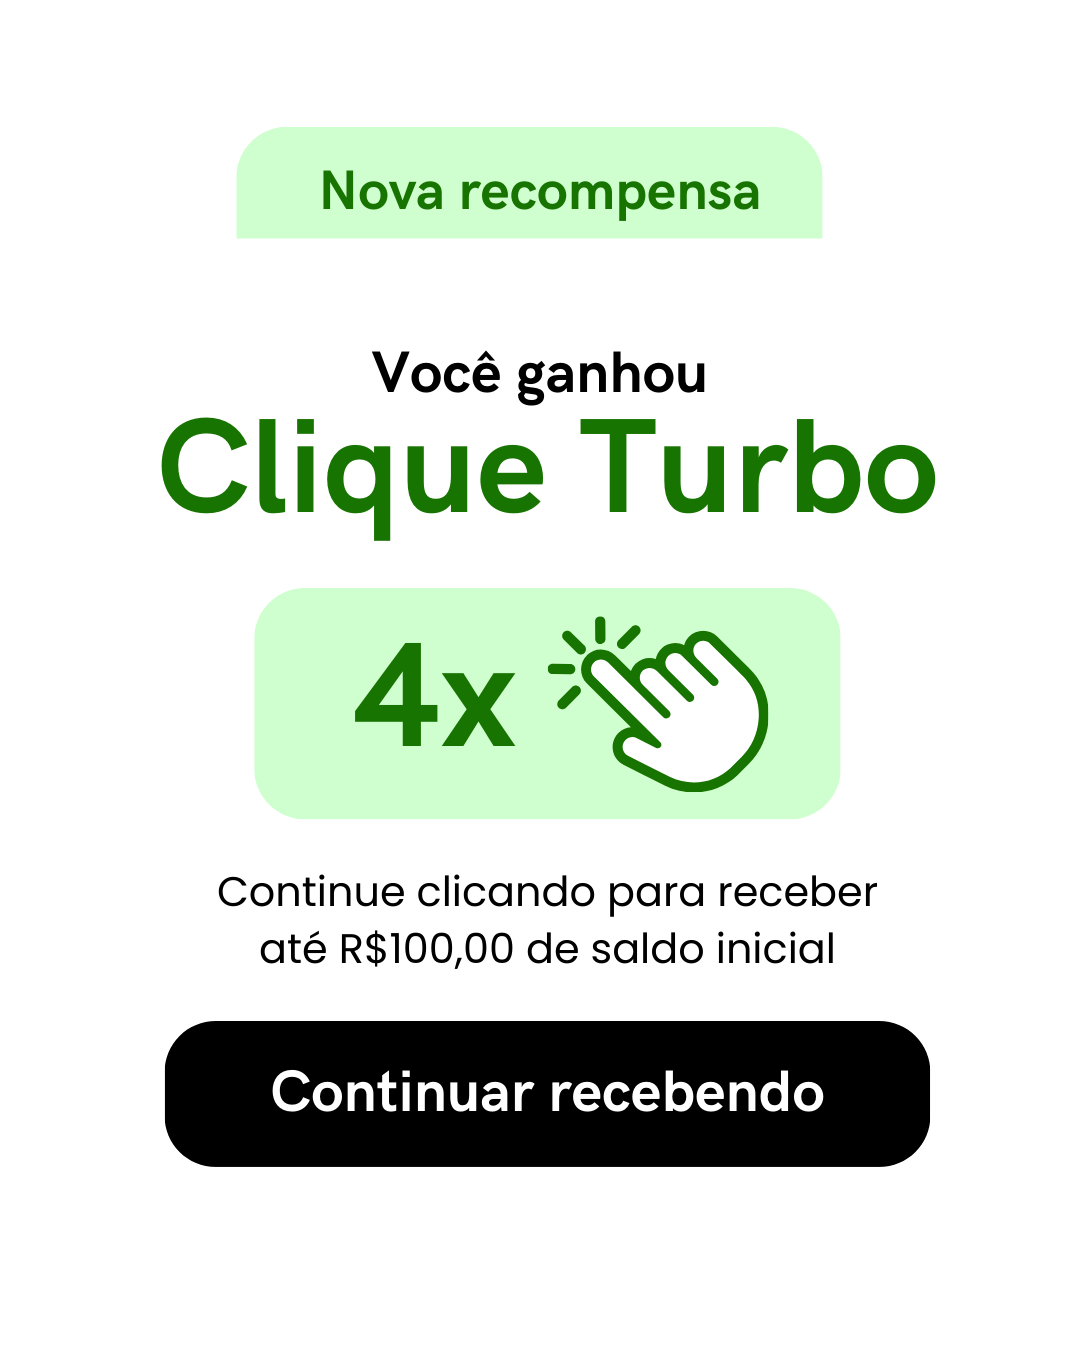 Nova recompensa
Você ganhou
Clique Turbo
4x
Continue clicando para receber
até R$100,00 de saldo inicial
Continuar recebendo